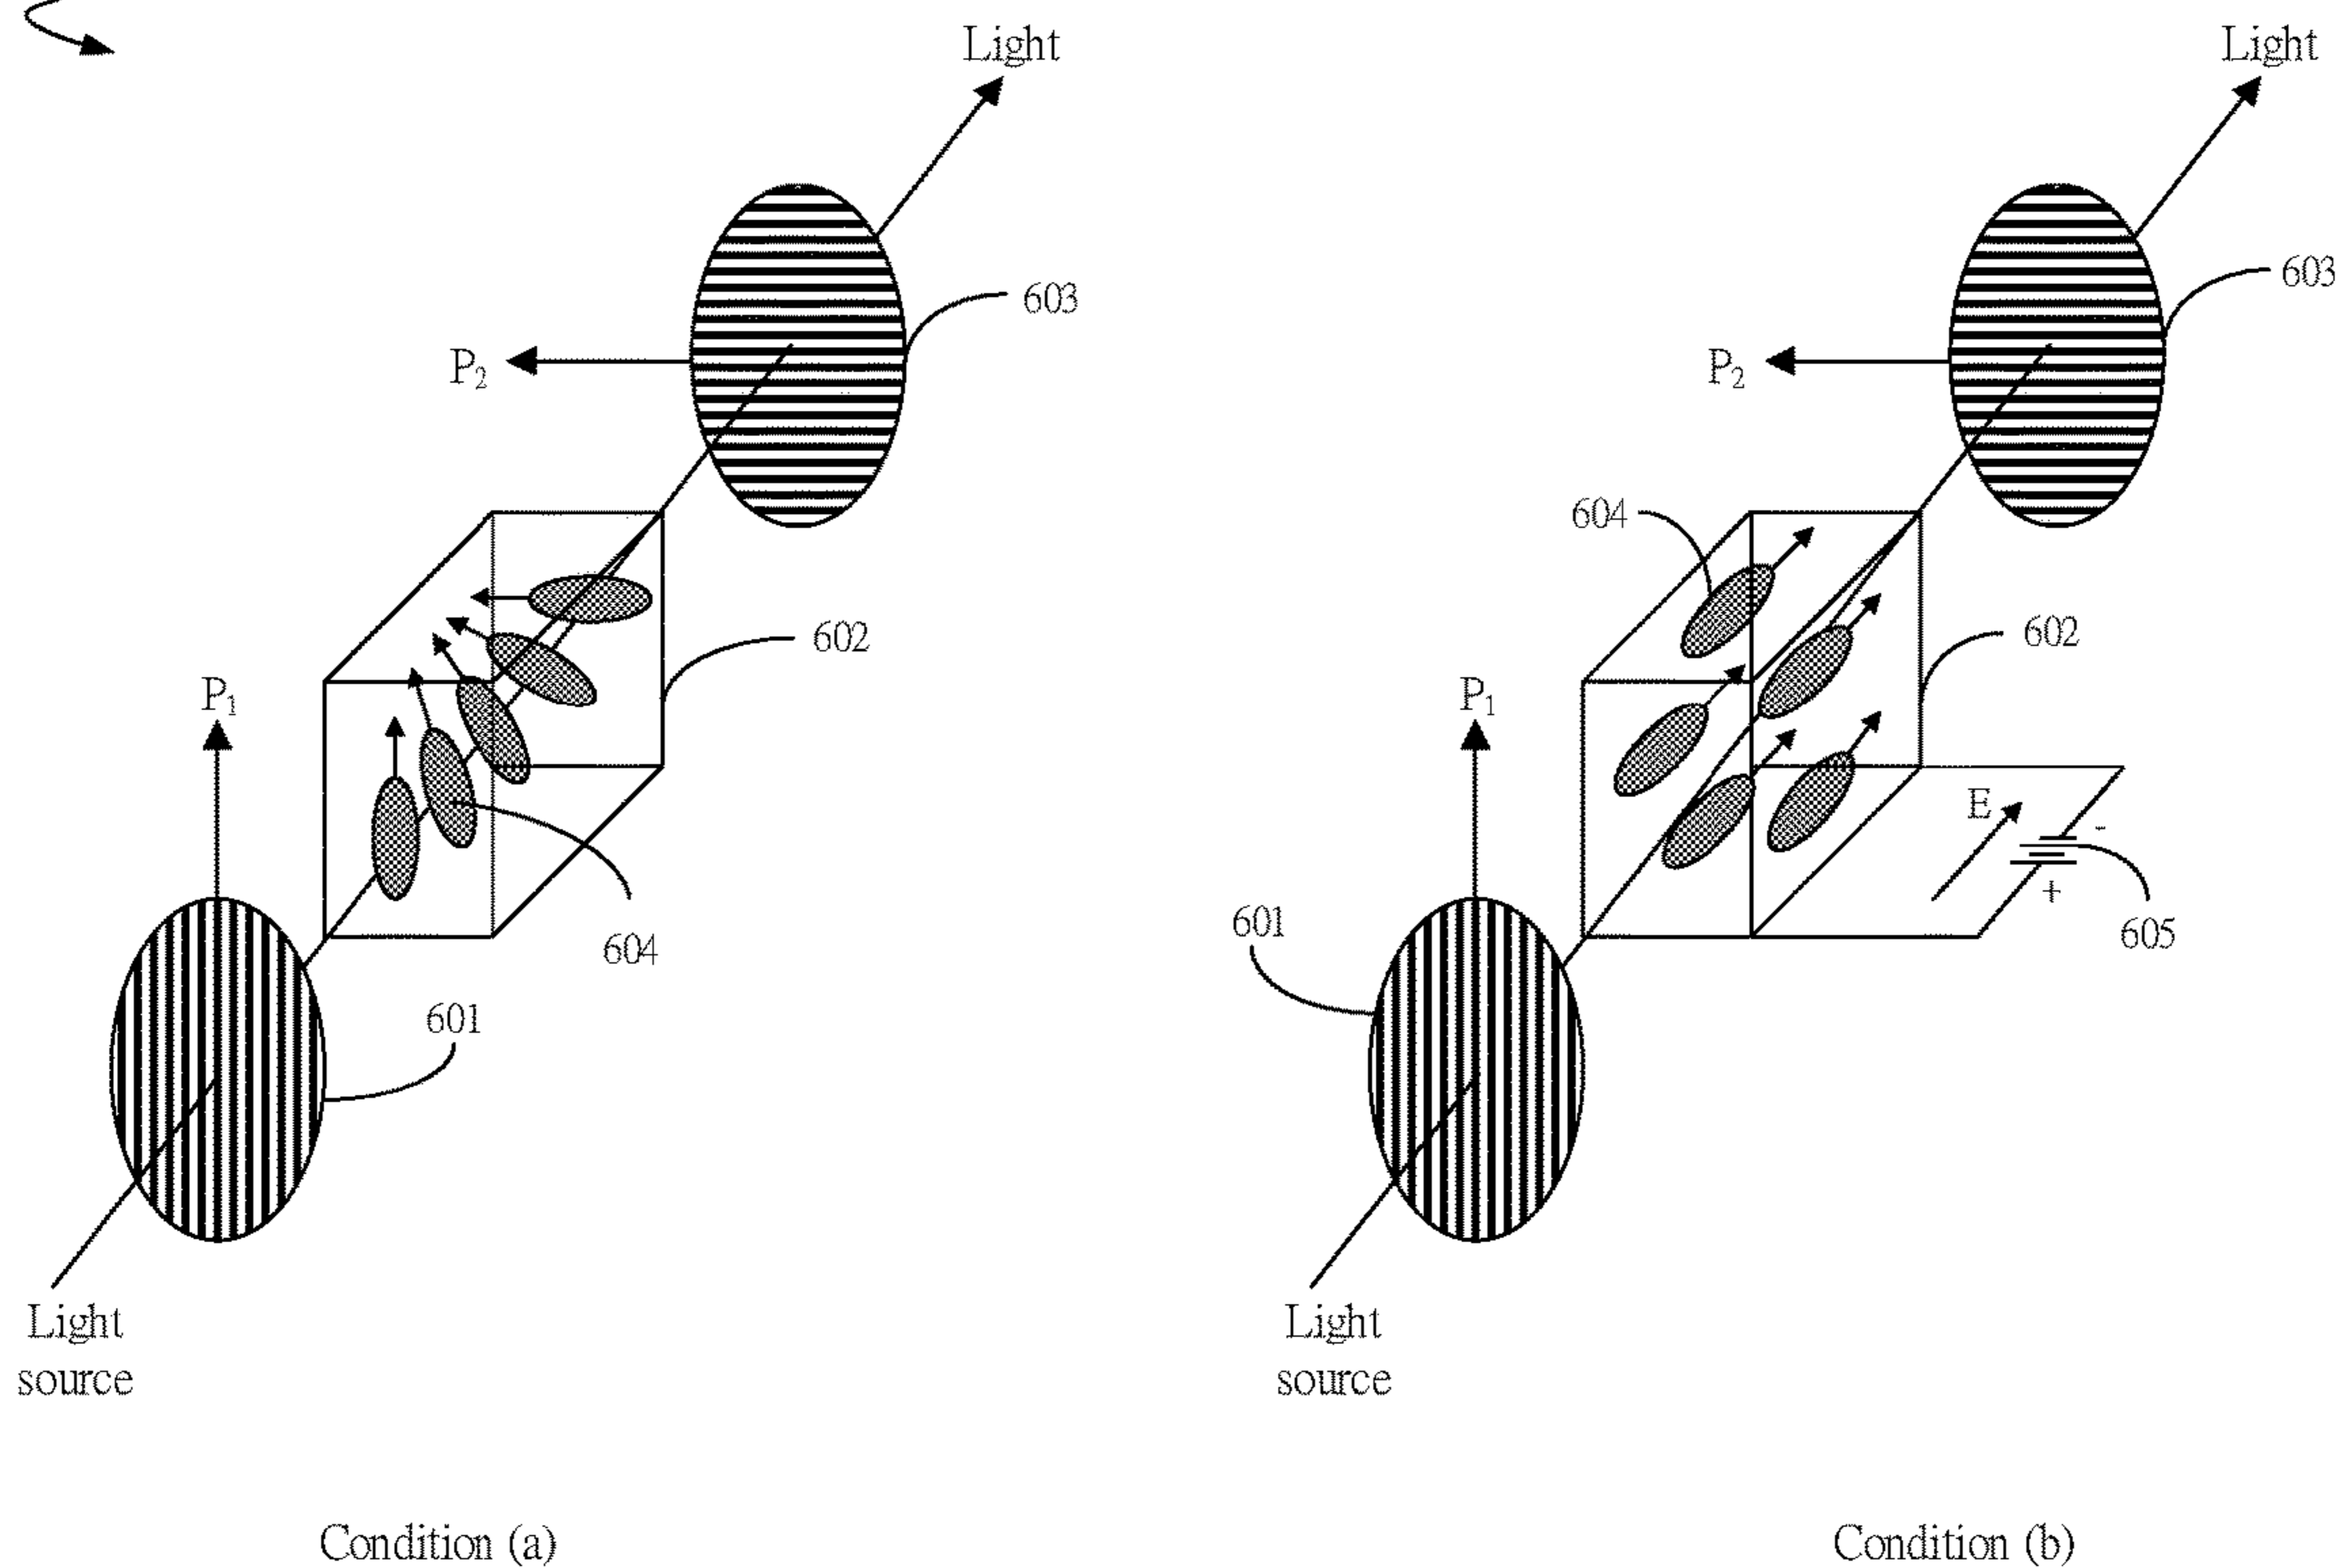 Light
603
P₂
602
P₁
604
601
Light
source
Condition (a)
Light
603
P₂
604
602
P₁
E
-
+
605
601
Light
source
Condition (b)